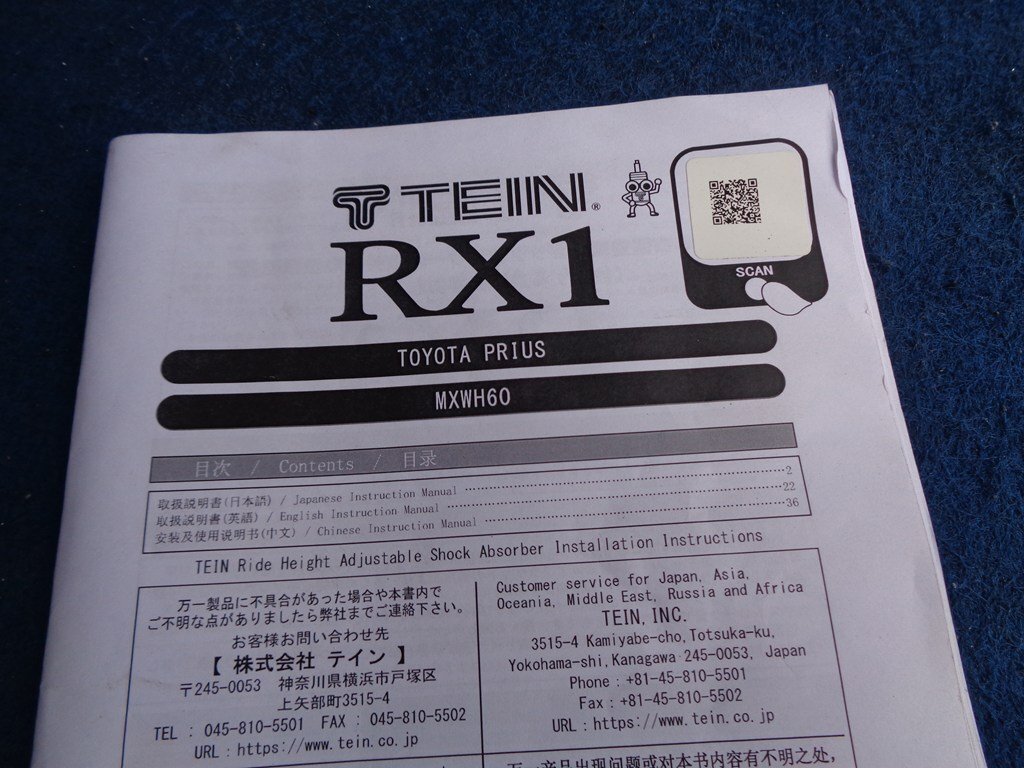 TEIN®
RX1
SCAN
TOYOTA PRIUS
MXWH60
目次 / Contents / 目录
取扱説明書(日本語) / Japanese Instruction Manual ……………………………………2
取扱説明書(英語) / English Instruction Manual ……………………………………22
安装及使用说明书(中文) / Chinese Instruction Manual ……………………………………36
TEIN Ride Height Adjustable Shock Absorber Installation Instructions
万一製品に不具合があった場合や本書内で
ご不明な点がありましたら弊社までご連絡下さい。
お客様お問い合わせ先
【 株式会社 テイン 】
〒245-0053 神奈川県横浜市戸塚区
上矢部町3515-4
TEL : 045-810-5501 FAX : 045-810-5502
URL : https://www.tein.co.jp
Customer service for Japan, Asia,
Oceania, Middle East, Russia and Africa
TEIN, INC.
3515-4 Kamiyabe-cho, Totsuka-ku,
Yokohama-shi, Kanagawa 245-0053, Japan
Phone : +81-45-810-5501
Fax : +81-45-810-5502
URL : https://www.tein.co.jp
万一产品出现问题或对本书内容有不明之处，